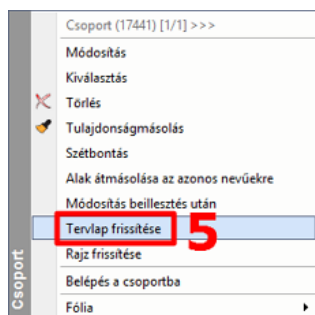 Csoport (17441) [1/1] >>>
Módosítás
Kiválasztás
Törlés
Tulajdonságmásolás
Szétbontás
Alak átmásolása az azonos nevűekre
Módosítás beillesztés után
Tervlap frissítése
5
Rajz frissítése
Belépés a csoportba
Fólia
Csoport